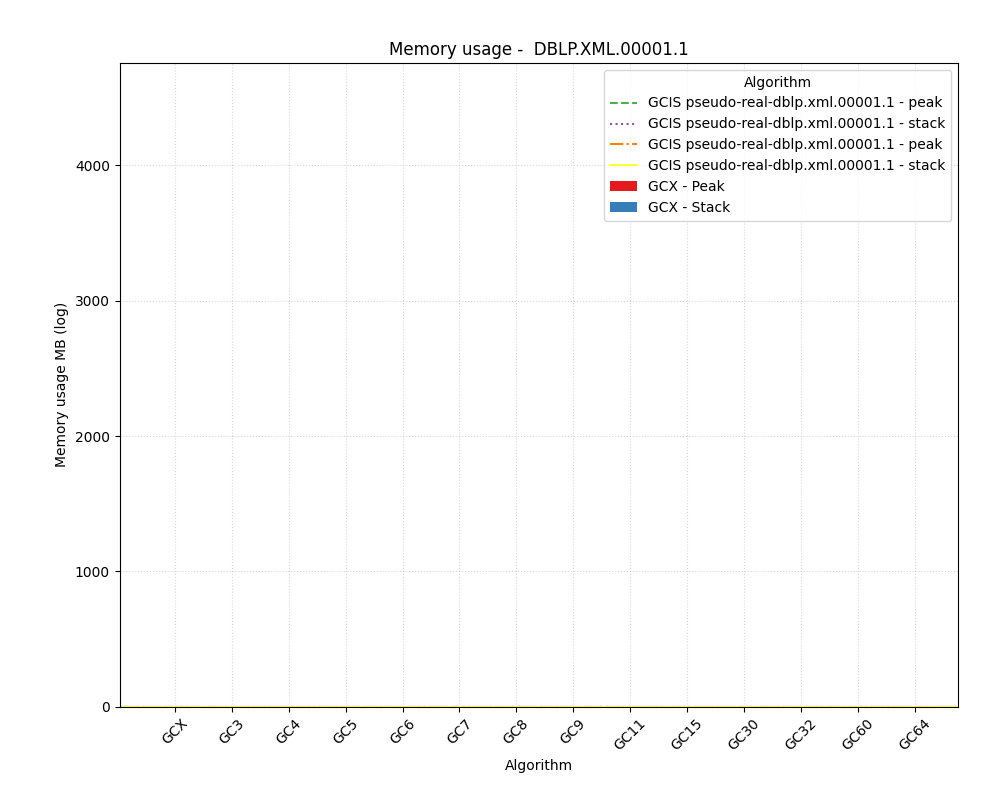 Memory usage -  DBLP.XML.00001.1
Algorithm
GCIS pseudo-real-dblp.xml.00001.1 - peak
GCIS pseudo-real-dblp.xml.00001.1 - stack
GCIS pseudo-real-dblp.xml.00001.1 - peak
GCIS pseudo-real-dblp.xml.00001.1 - stack
GCX - Peak
GCX - Stack
Memory usage MB (log)
4000
3000
2000
1000
0
GCX
GC3
GC4
GC5
GC6
GC7
GC8
GC9
GC11
GC15
GC30
GC32
GC60
GC64
Algorithm